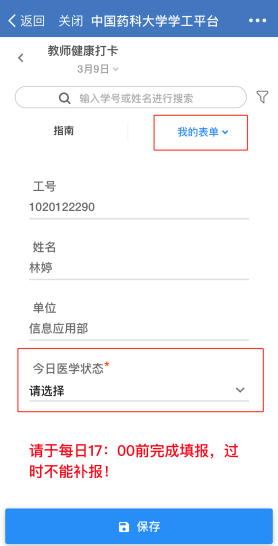 返回 关闭 中国药科大学学工平台
教师健康打卡
3月9日
输入学号或姓名进行搜索
指南 我的表单
工号
1020122290
姓名
林婷
单位
信息应用部
今日医学状态*
请选择
请于每日17：00前完成填报，过
时不能补报！
保存